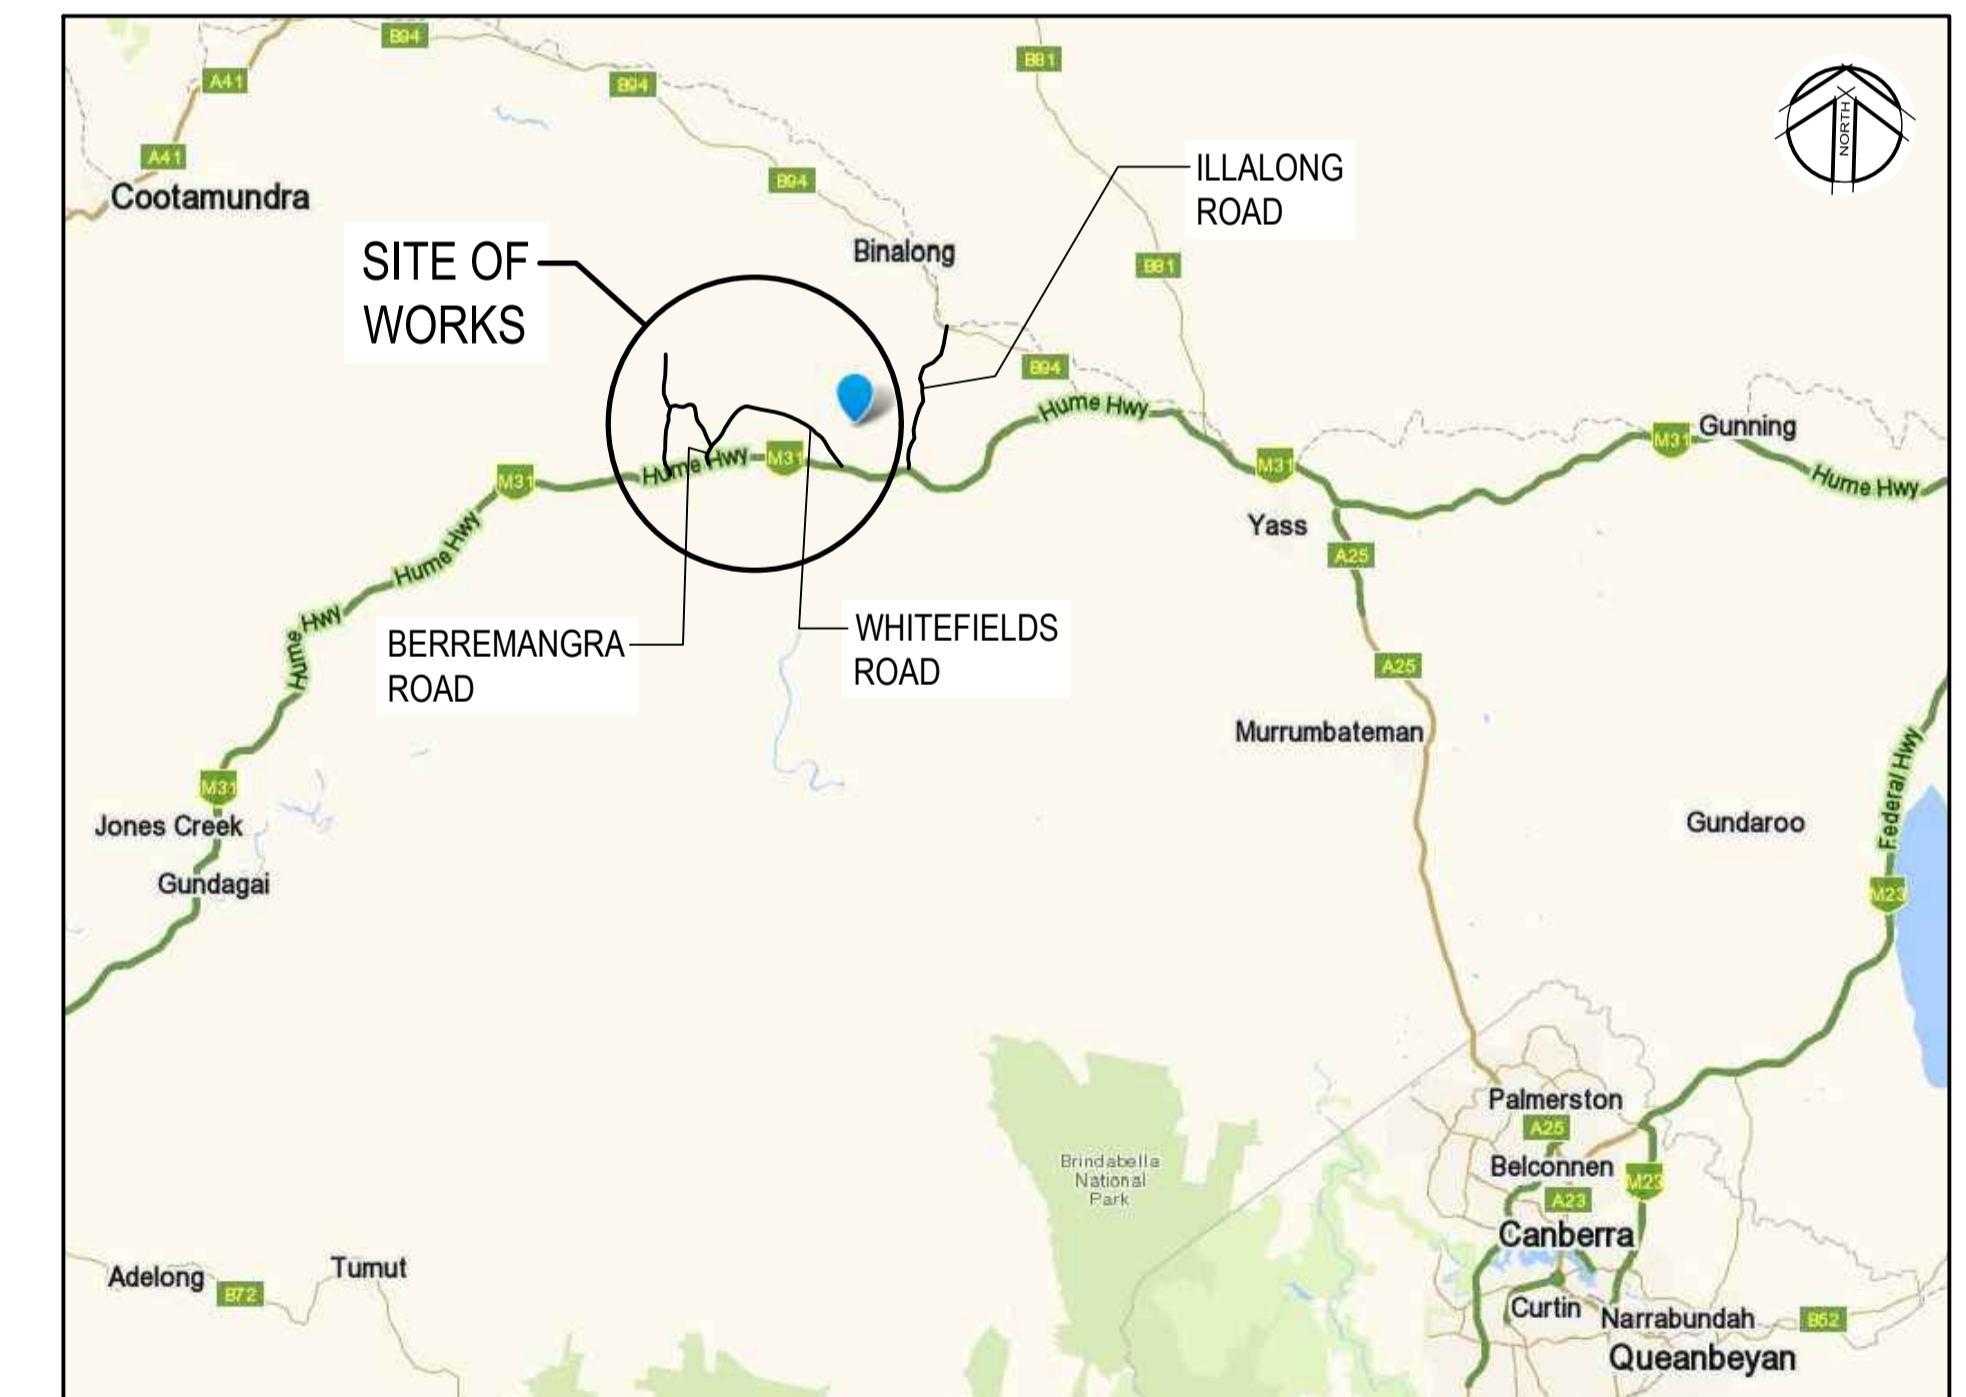 B94
B81
A41
B94
NORTH
A41
B94
ILLALONG
ROAD
Cootamundra
SITE OF
WORKS
Binalong
B81
B94
Hume Hwy
M31
Gunning
Hume Hwy
M31
Hume Hwy
M31
M31
Hume Hwy
Yass
A25
Hume Hwy
Hume Hwy
BERREMANGRA
ROAD
WHITEFIELDS
ROAD
A25
Murrumbateman
Federal Hwy
M31
Jones Creek
Gundaroo
Gundagai
M23
Palmerston
A25
Brindabella
National
Park
Belconnen
M23
A23
Canberra
Adelong
Tumut
B72
Curtin
Narrabundah
B52
Queanbeyan